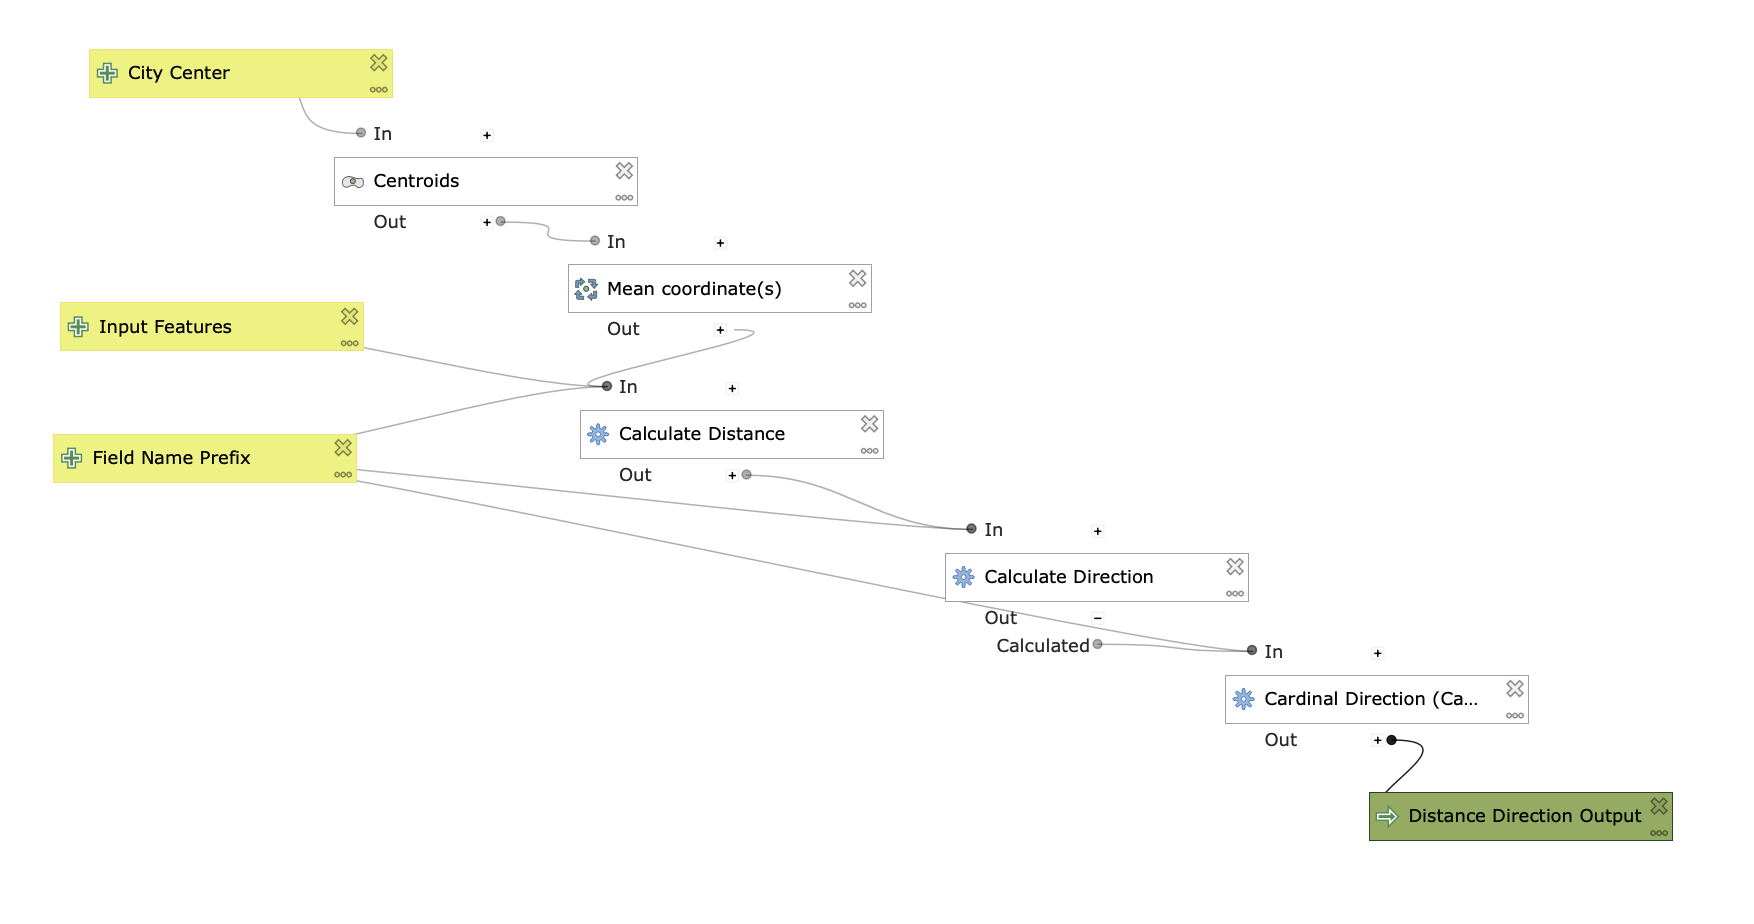 City Center
In
Centroids
Out
In
Mean coordinate(s)
Out
Input Features
In
Calculate Distance
Out
Field Name Prefix
In
Calculate Direction
Out
Calculated
In
Cardinal Direction (Ca...
Out
Distance Direction Output